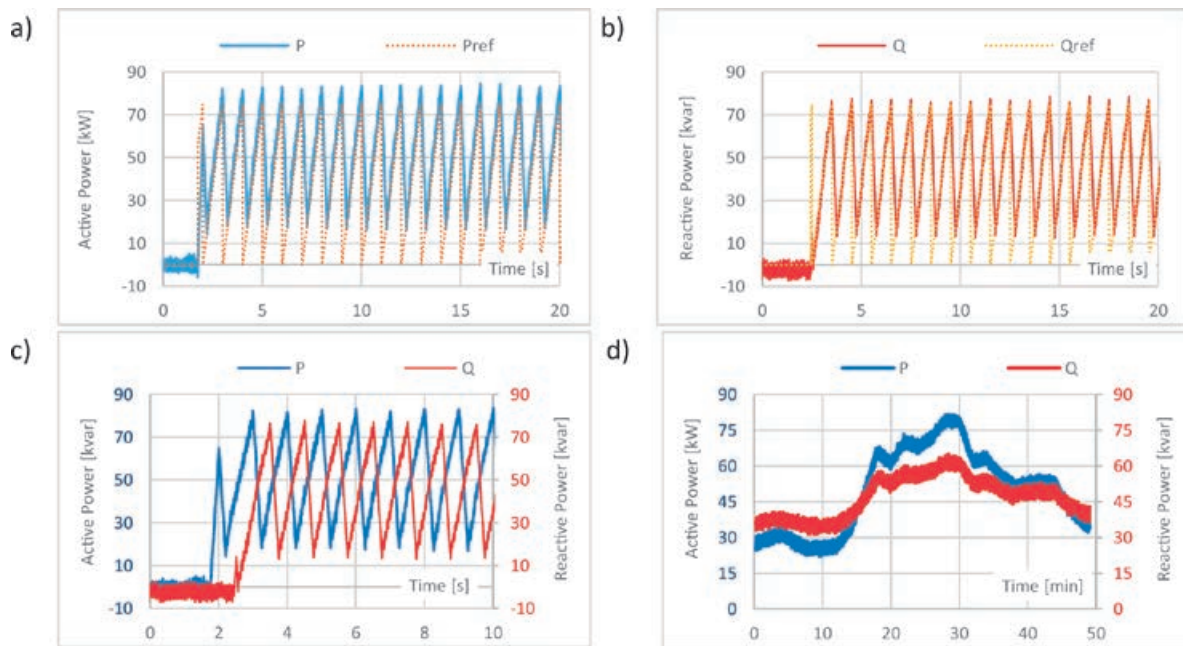 a)
P Pref
Active Power [kW]
90
70
50
30
10
-10
Time [s]
0 5 10 15 20
b)
Q Qref
Reactive Power [kvar]
90
70
50
30
10
-10
Time [s]
0 5 10 15 20
c)
P Q
Active Power [kvar]
90
70
50
30
10
-10
Reactive Power [kvar]
90
70
50
30
10
-10
Time [s]
0 2 4 6 8 10
d)
P Q
Active Power [kW]
90
75
60
45
30
15
0
Reactive Power [kvar]
90
75
60
45
30
15
0
Time [min]
0 10 20 30 40 50